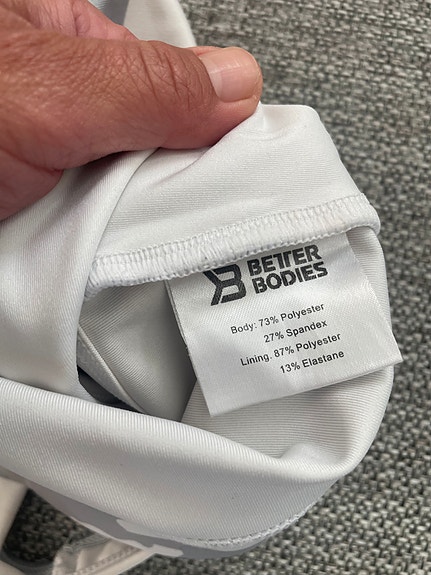 BETTER
BODIES
Body: 73% Polyester
27% Spandex
Lining. 87% Polyester
13% Elastane